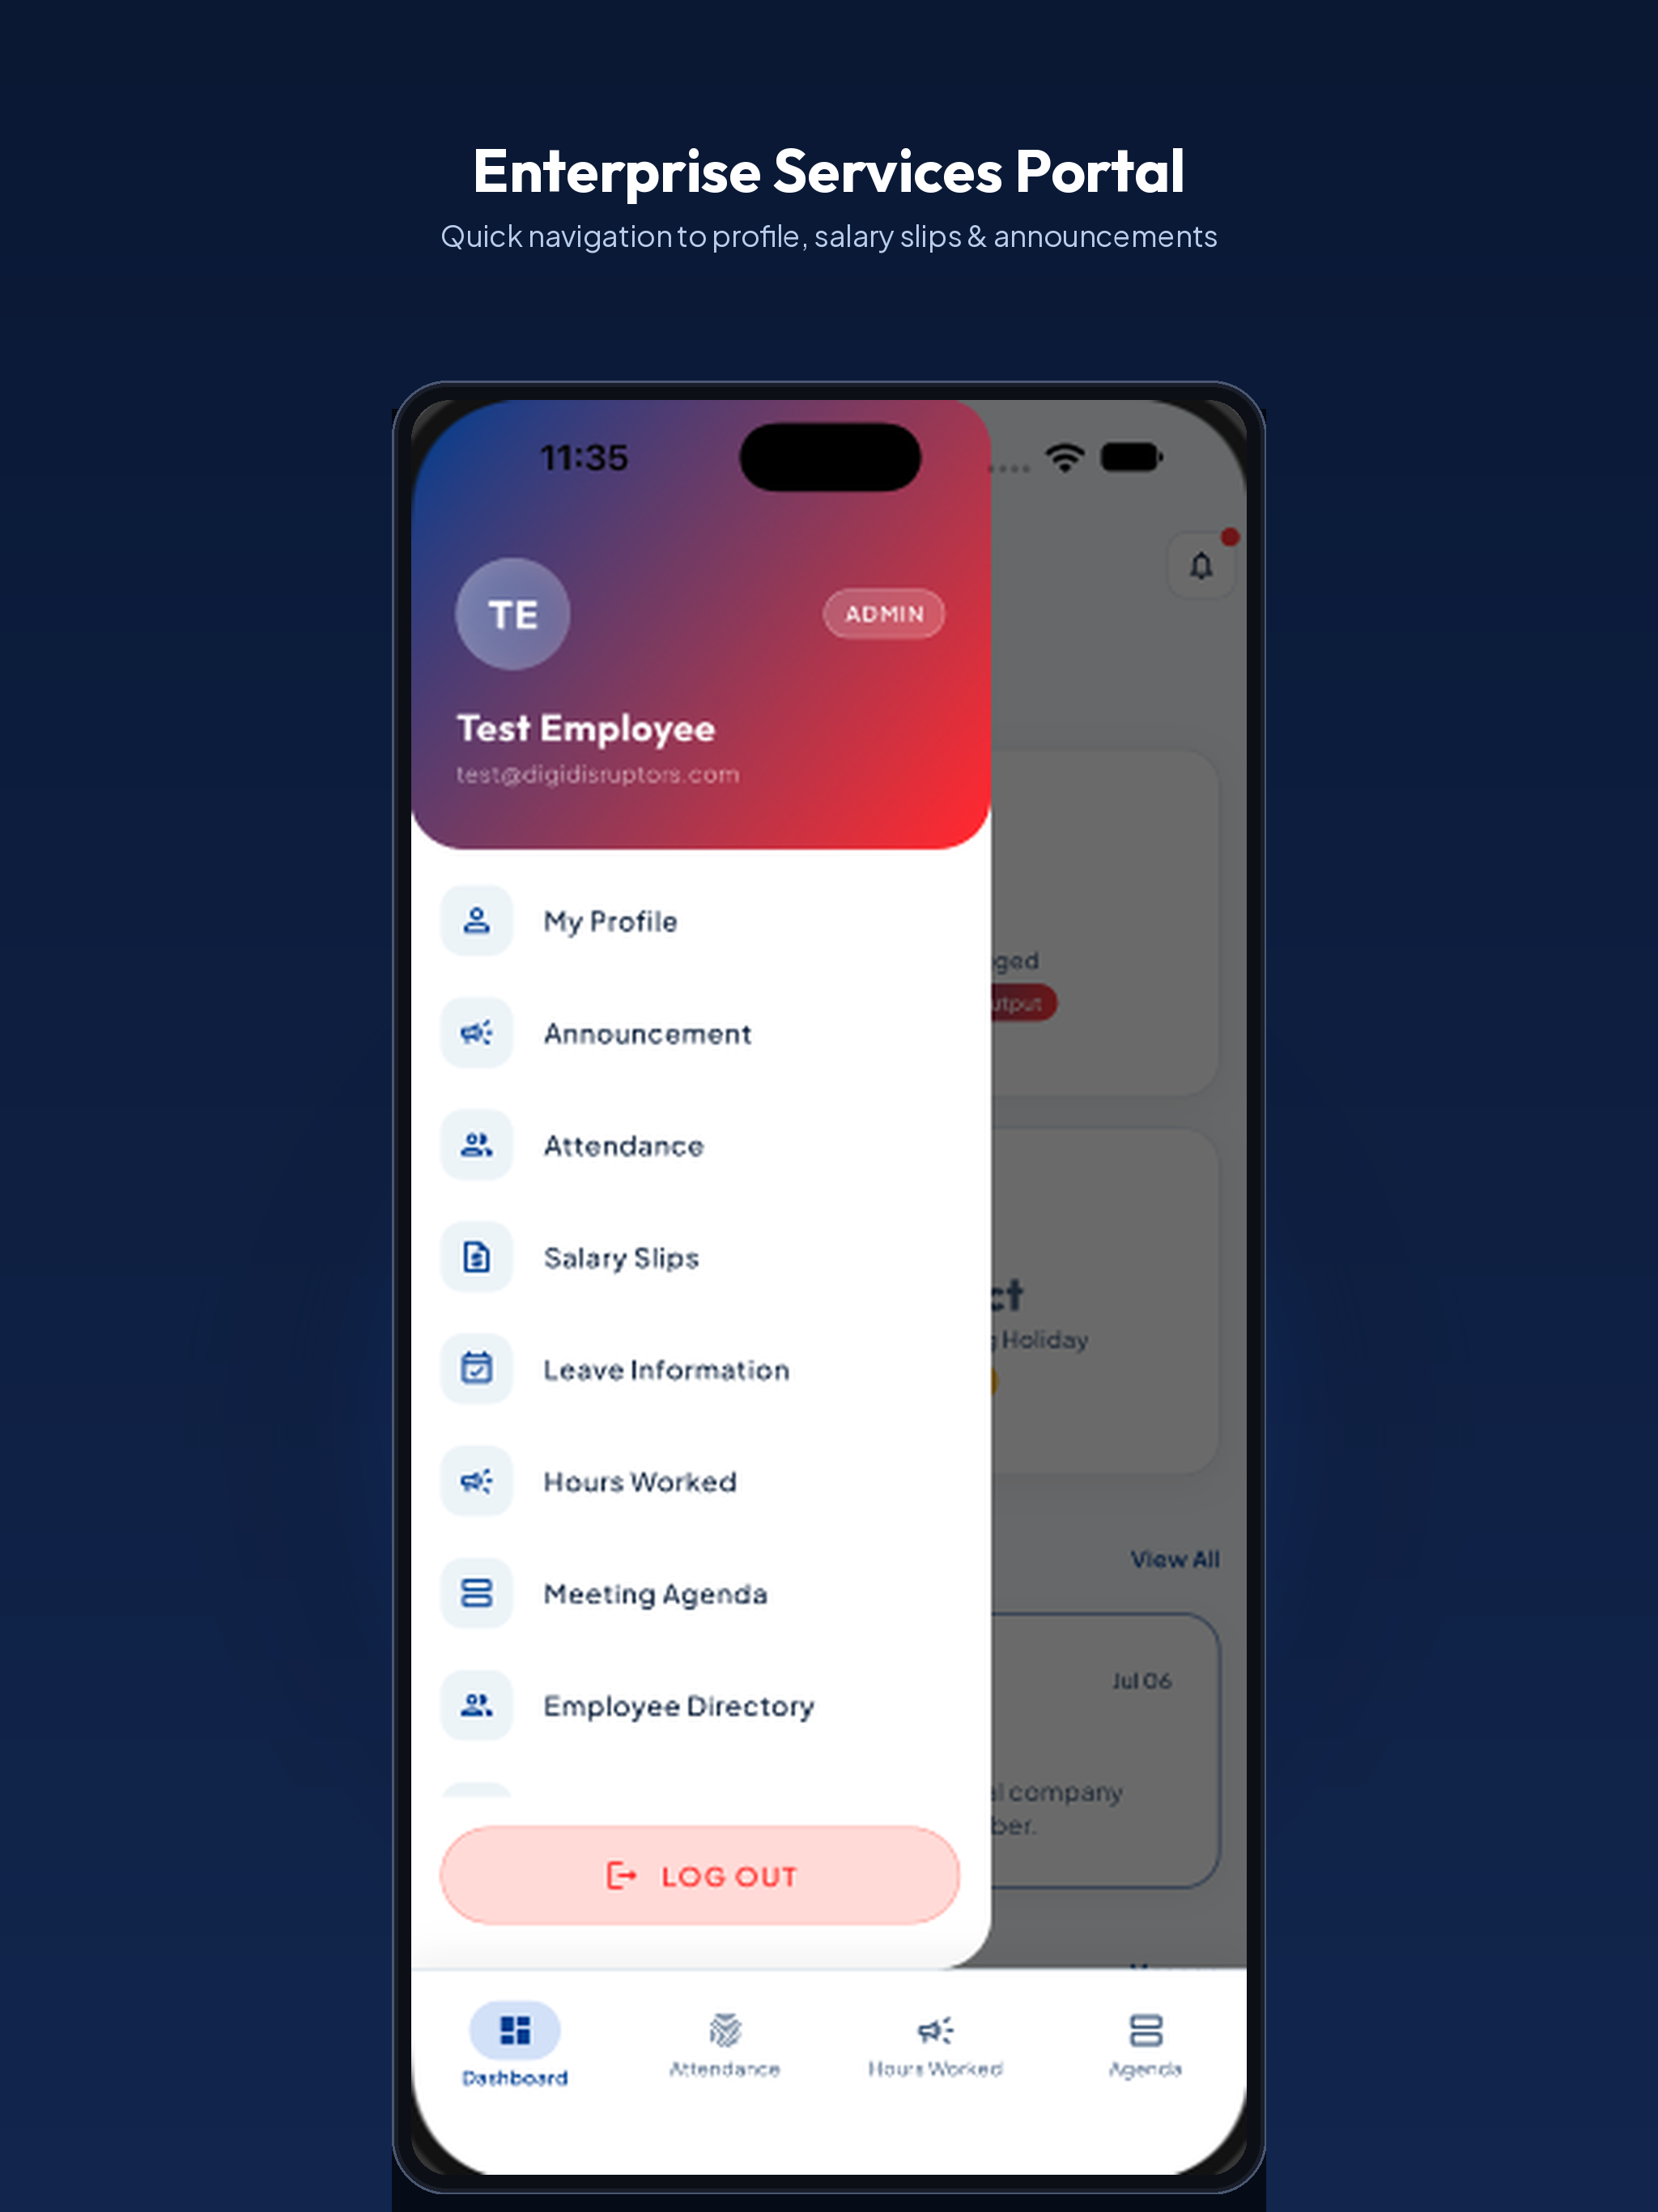 Enterprise Services Portal
Quick navigation to profile, salary slips & announcements
11:35
TE
ADMIN
Test Employee
test@digidisruptors.com
My Profile
Announcement
Attendance
Salary Slips
Leave Information
Hours Worked
Meeting Agenda
Employee Directory
LOG OUT
Holiday
View All
Jul 06
company
Dashboard
Attendance
Hours Worked
Agenda